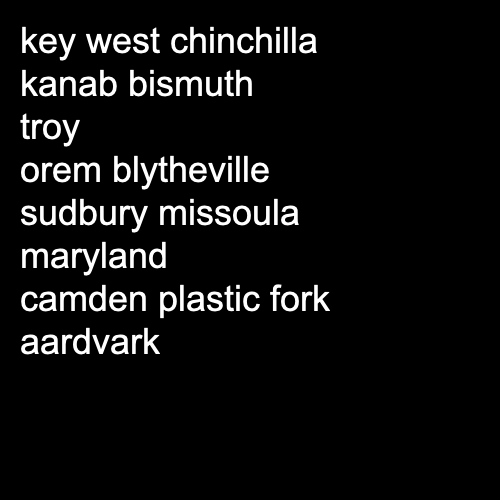 key west chinchilla
kanab bismuth
troy
orem blytheville
sudbury missoula
maryland
camden plastic fork
aardvark